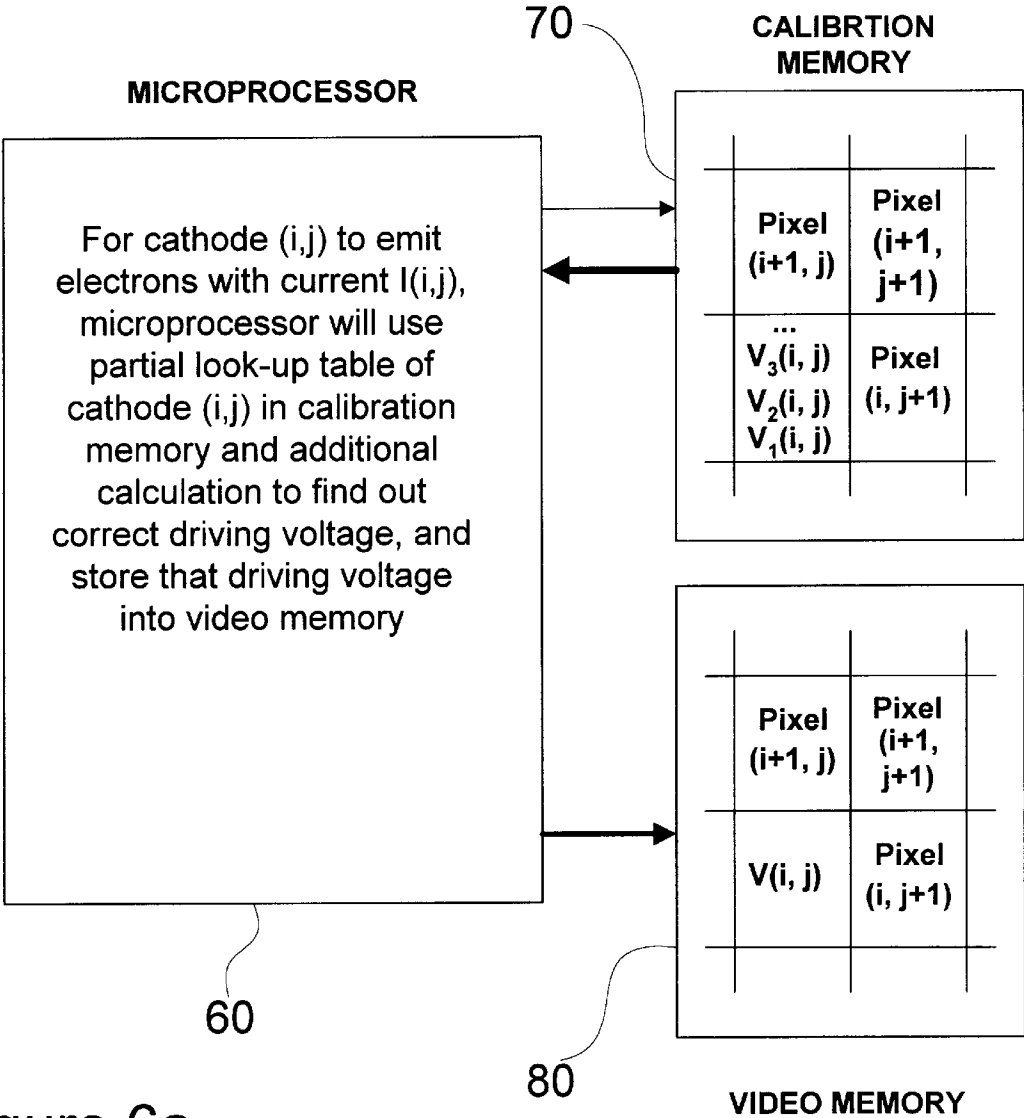 70
CALIBRTION
MEMORY
MICROPROCESSOR
For cathode (i,j) to emit
electrons with current I(i,j),
microprocessor will use
partial look-up table of
cathode (i,j) in calibration
memory and additional
calculation to find out
correct driving voltage, and
store that driving voltage
into video memory
Pixel
(i+1, j)
Pixel
(i+1,
j+1)
...
V3(i, j)
V2(i, j)
V1(i, j)
Pixel
(i, j+1)
Pixel
(i+1, j)
Pixel
(i+1,
j+1)
V(i, j)
Pixel
(i, j+1)
60
80
VIDEO MEMORY